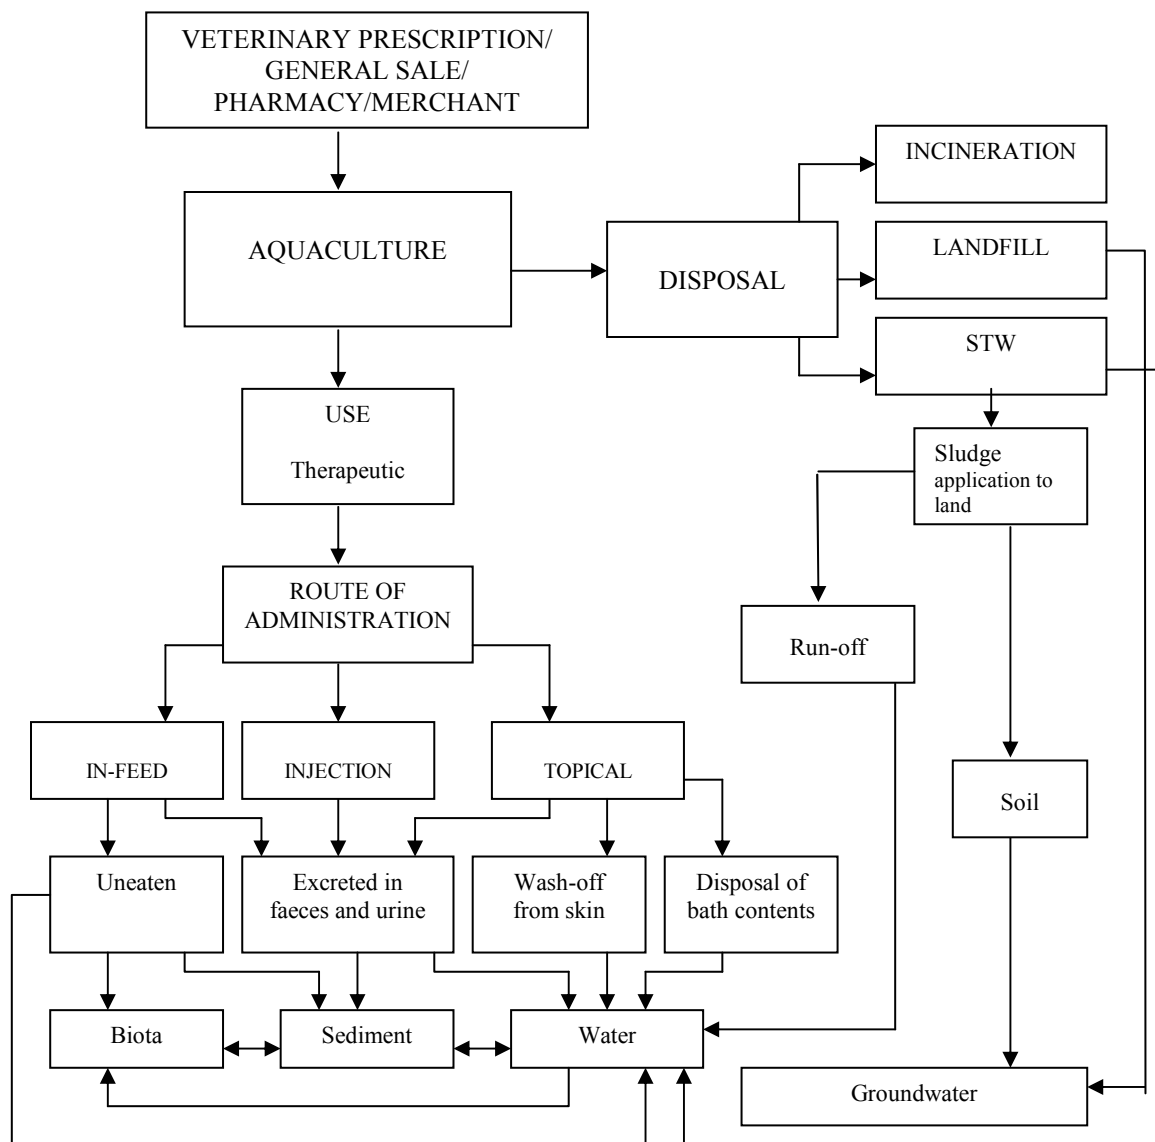 VETERINARY PRESCRIPTION/
GENERAL SALE/
PHARMACY/MERCHANT
INCINERATION
AQUACULTURE
LANDFILL
DISPOSAL
STW
USE
Therapeutic
Sludge
application to
land
ROUTE OF
ADMINISTRATION
Run-off
IN-FEED
INJECTION
TOPICAL
Soil
Uneaten
Excreted in
faeces and urine
Wash-off
from skin
Disposal of
bath contents
Biota
Sediment
Water
Groundwater